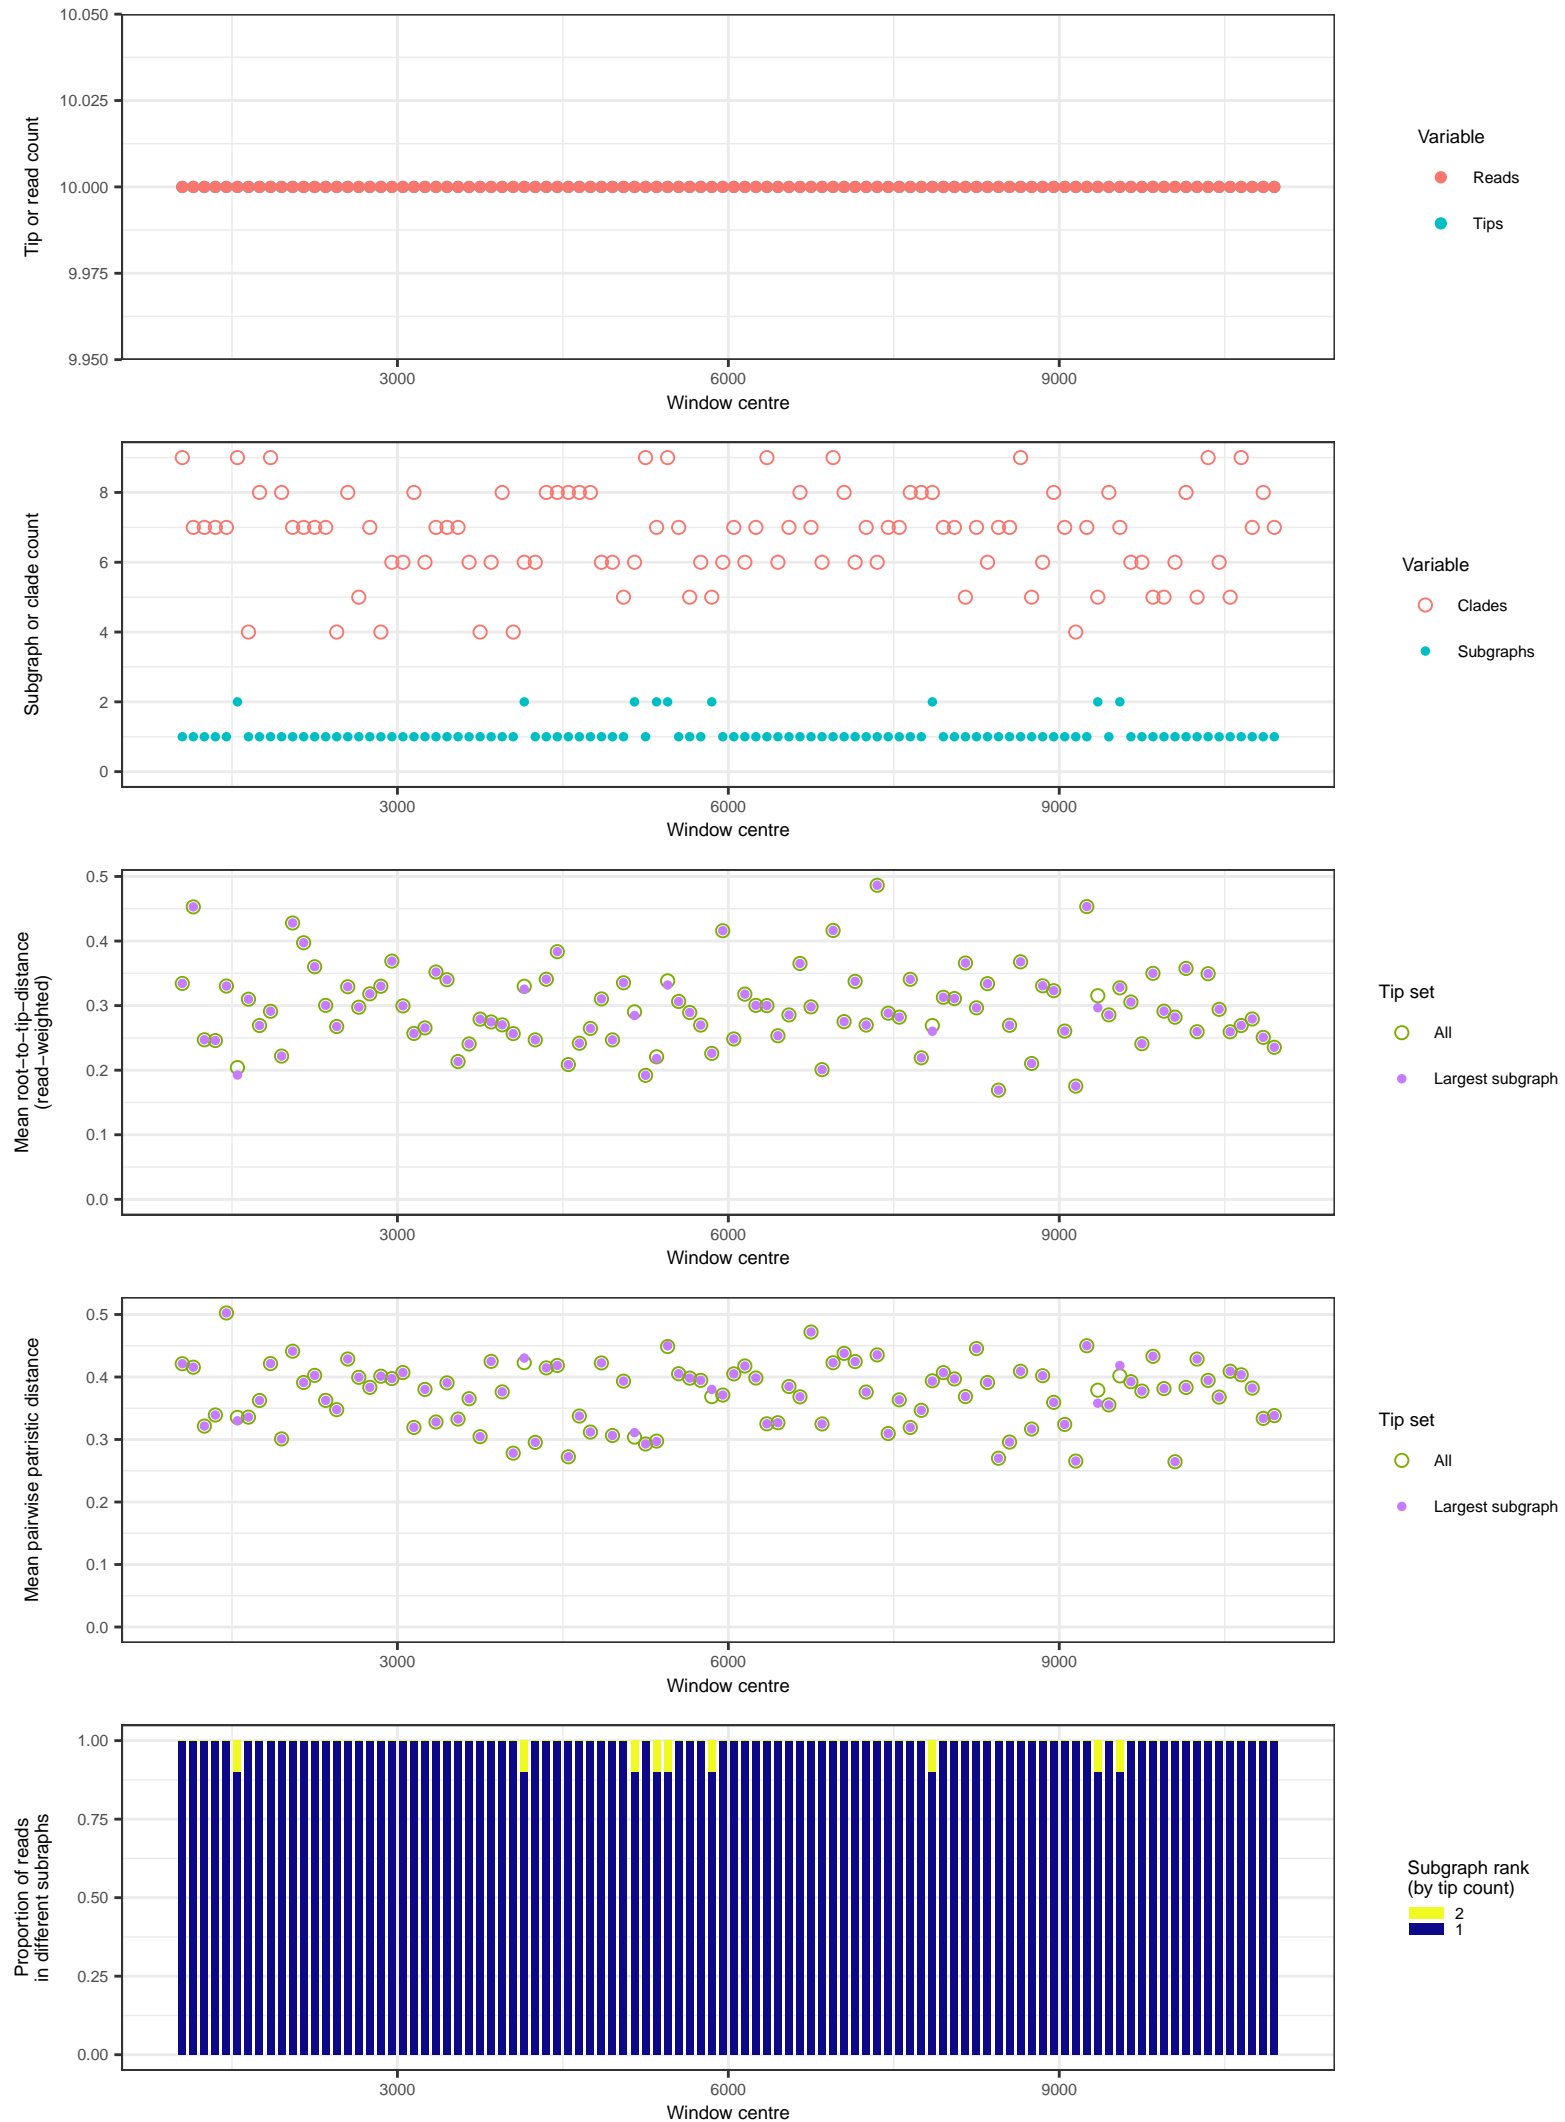 10.050
10.025
10.000
9.975
9.950
Tip or read count
3000
6000
9000
Window centre
Variable
Reads
Tips
8
6
4
2
0
Subgraph or clade count
3000
6000
9000
Window centre
Variable
Clades
Subgraphs
0.5
0.4
0.3
0.2
0.1
0.0
Mean root−to−tip−distance
(read−weighted)
3000
6000
9000
Window centre
Tip set
All
Largest subgraph
0.5
0.4
0.3
0.2
0.1
0.0
Mean pairwise patristic distance
3000
6000
9000
Window centre
Tip set
All
Largest subgraph
1.00
0.75
0.50
0.25
0.00
Proportion of reads
in different subraphs
3000
6000
9000
Window centre
Subgraph rank
(by tip count)
2
1